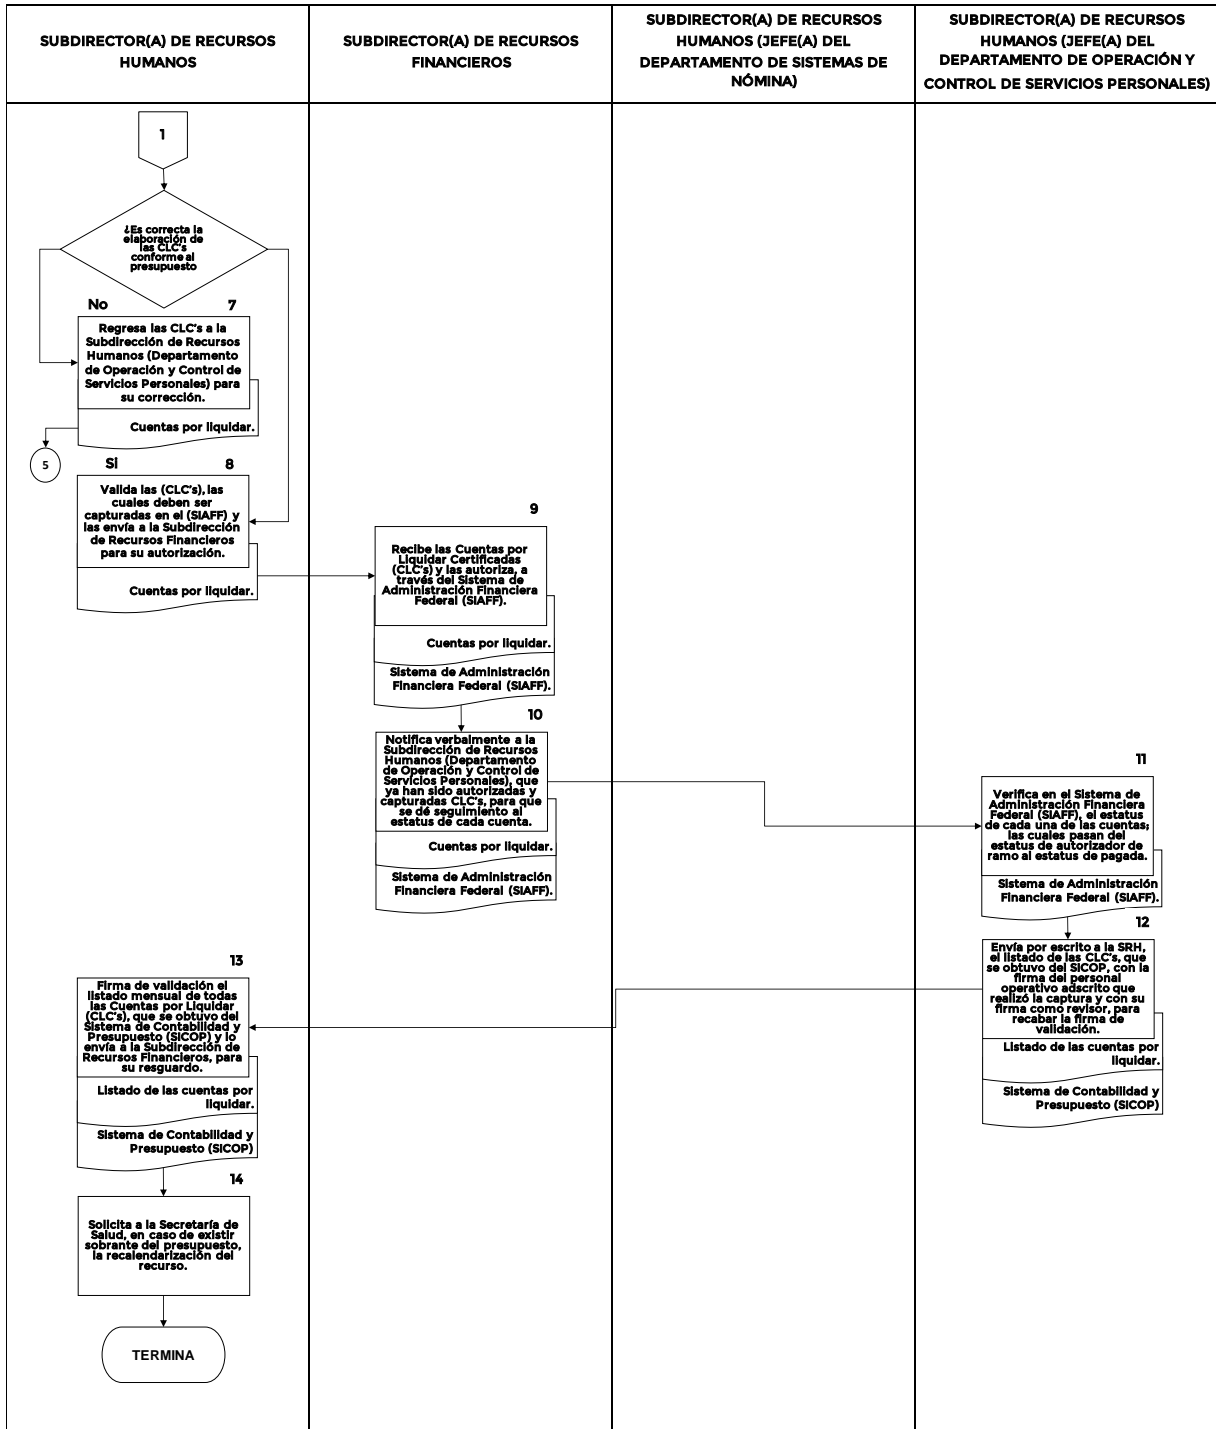 SUBDIRECTOR(A) DE RECURSOS
HUMANOS
SUBDIRECTOR(A) DE RECURSOS
FINANCIEROS
SUBDIRECTOR(A) DE RECURSOS
HUMANOS (JEFE(A) DEL
DEPARTAMENTO DE SISTEMAS DE
NÓMINA)
SUBDIRECTOR(A) DE RECURSOS
HUMANOS (JEFE(A) DEL
DEPARTAMENTO DE OPERACIÓN Y
CONTROL DE SERVICIOS PERSONALES)
1
¿Es correcta la
elaboración de
las CLC's
conforme al
presupuesto
No
7
Regresa las CLC's a la
Subdirección de Recursos
Humanos (Departamento
de Operación y Control de
Servicios Personales) para
su corrección.
Cuentas por liquidar.
5
Si
8
Valida las (CLC's), las
cuales deben ser
capturadas en el (SIAFF) y
las envía a la Subdirección
de Recursos Financieros
para su autorización.
Cuentas por liquidar.
9
Recibe las Cuentas por
Liquidar Certificadas
(CLC's) y las autoriza, a
través del Sistema de
Administración Financiera
Federal (SIAFF).
Cuentas por liquidar.
Sistema de Administración
Financiera Federal (SIAFF).
10
Notifica verbalmente a la
Subdirección de Recursos
Humanos (Departamento
de Operación y Control de
Servicios Personales), que
ya han sido autorizadas y
capturadas CLC's, para que
se dé seguimiento al
estatus de cada cuenta.
Cuentas por liquidar.
Sistema de Administración
Financiera Federal (SIAFF).
11
Verifica en el Sistema de
Administración Financiera
Federal (SIAFF), el estatus
de cada una de las cuentas;
las cuales pasan del
estatus de autorizador de
ramo al estatus de pagada.
Sistema de Administración
Financiera Federal (SIAFF).
12
Envía por escrito a la SRH,
el listado de las CLC's, que
se obtuvo del SICOP, con la
firma del personal
operativo adscrito que
realizó la captura y con su
firma como revisor, para
recabar la firma de
validación.
Listado de las cuentas por
liquidar.
Sistema de Contabilidad y
Presupuesto (SICOP)
13
Firma de validación el
listado mensual de todas
las Cuentas por Liquidar
(CLC's), que se obtuvo del
Sistema de Contabilidad y
Presupuesto (SICOP) y lo
envía a la Subdirección de
Recursos Financieros, para
su resguardo.
Listado de las cuentas por
liquidar.
Sistema de Contabilidad y
Presupuesto (SICOP)
14
Solicita a la Secretaría de
Salud, en caso de existir
sobrante del presupuesto,
la recalendarización del
recurso.
TERMINA